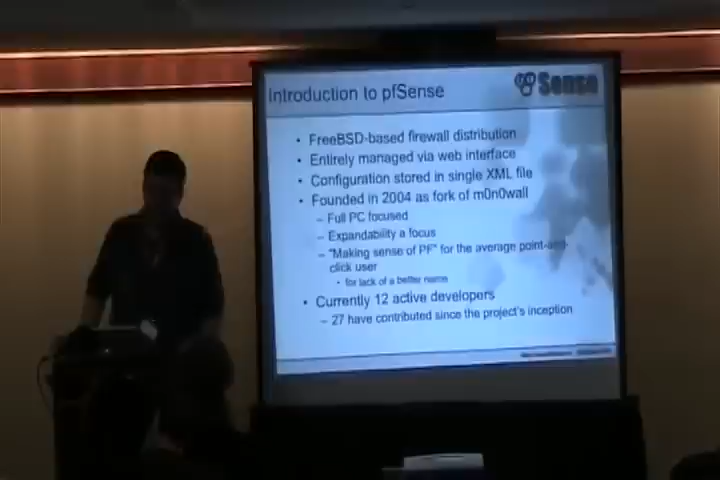 Introduction to pfSense
Sense
• FreeBSD-based firewall distribution
• Entirely managed via web interface
• Configuration stored in single XML file
• Founded in 2004 as fork of m0n0wall
– Full PC focused
– Expandability a focus
– "Making sense of PF" for the average point-and-
click user
• for lack of a better name
• Currently 12 active developers
– 27 have contributed since the project's inception